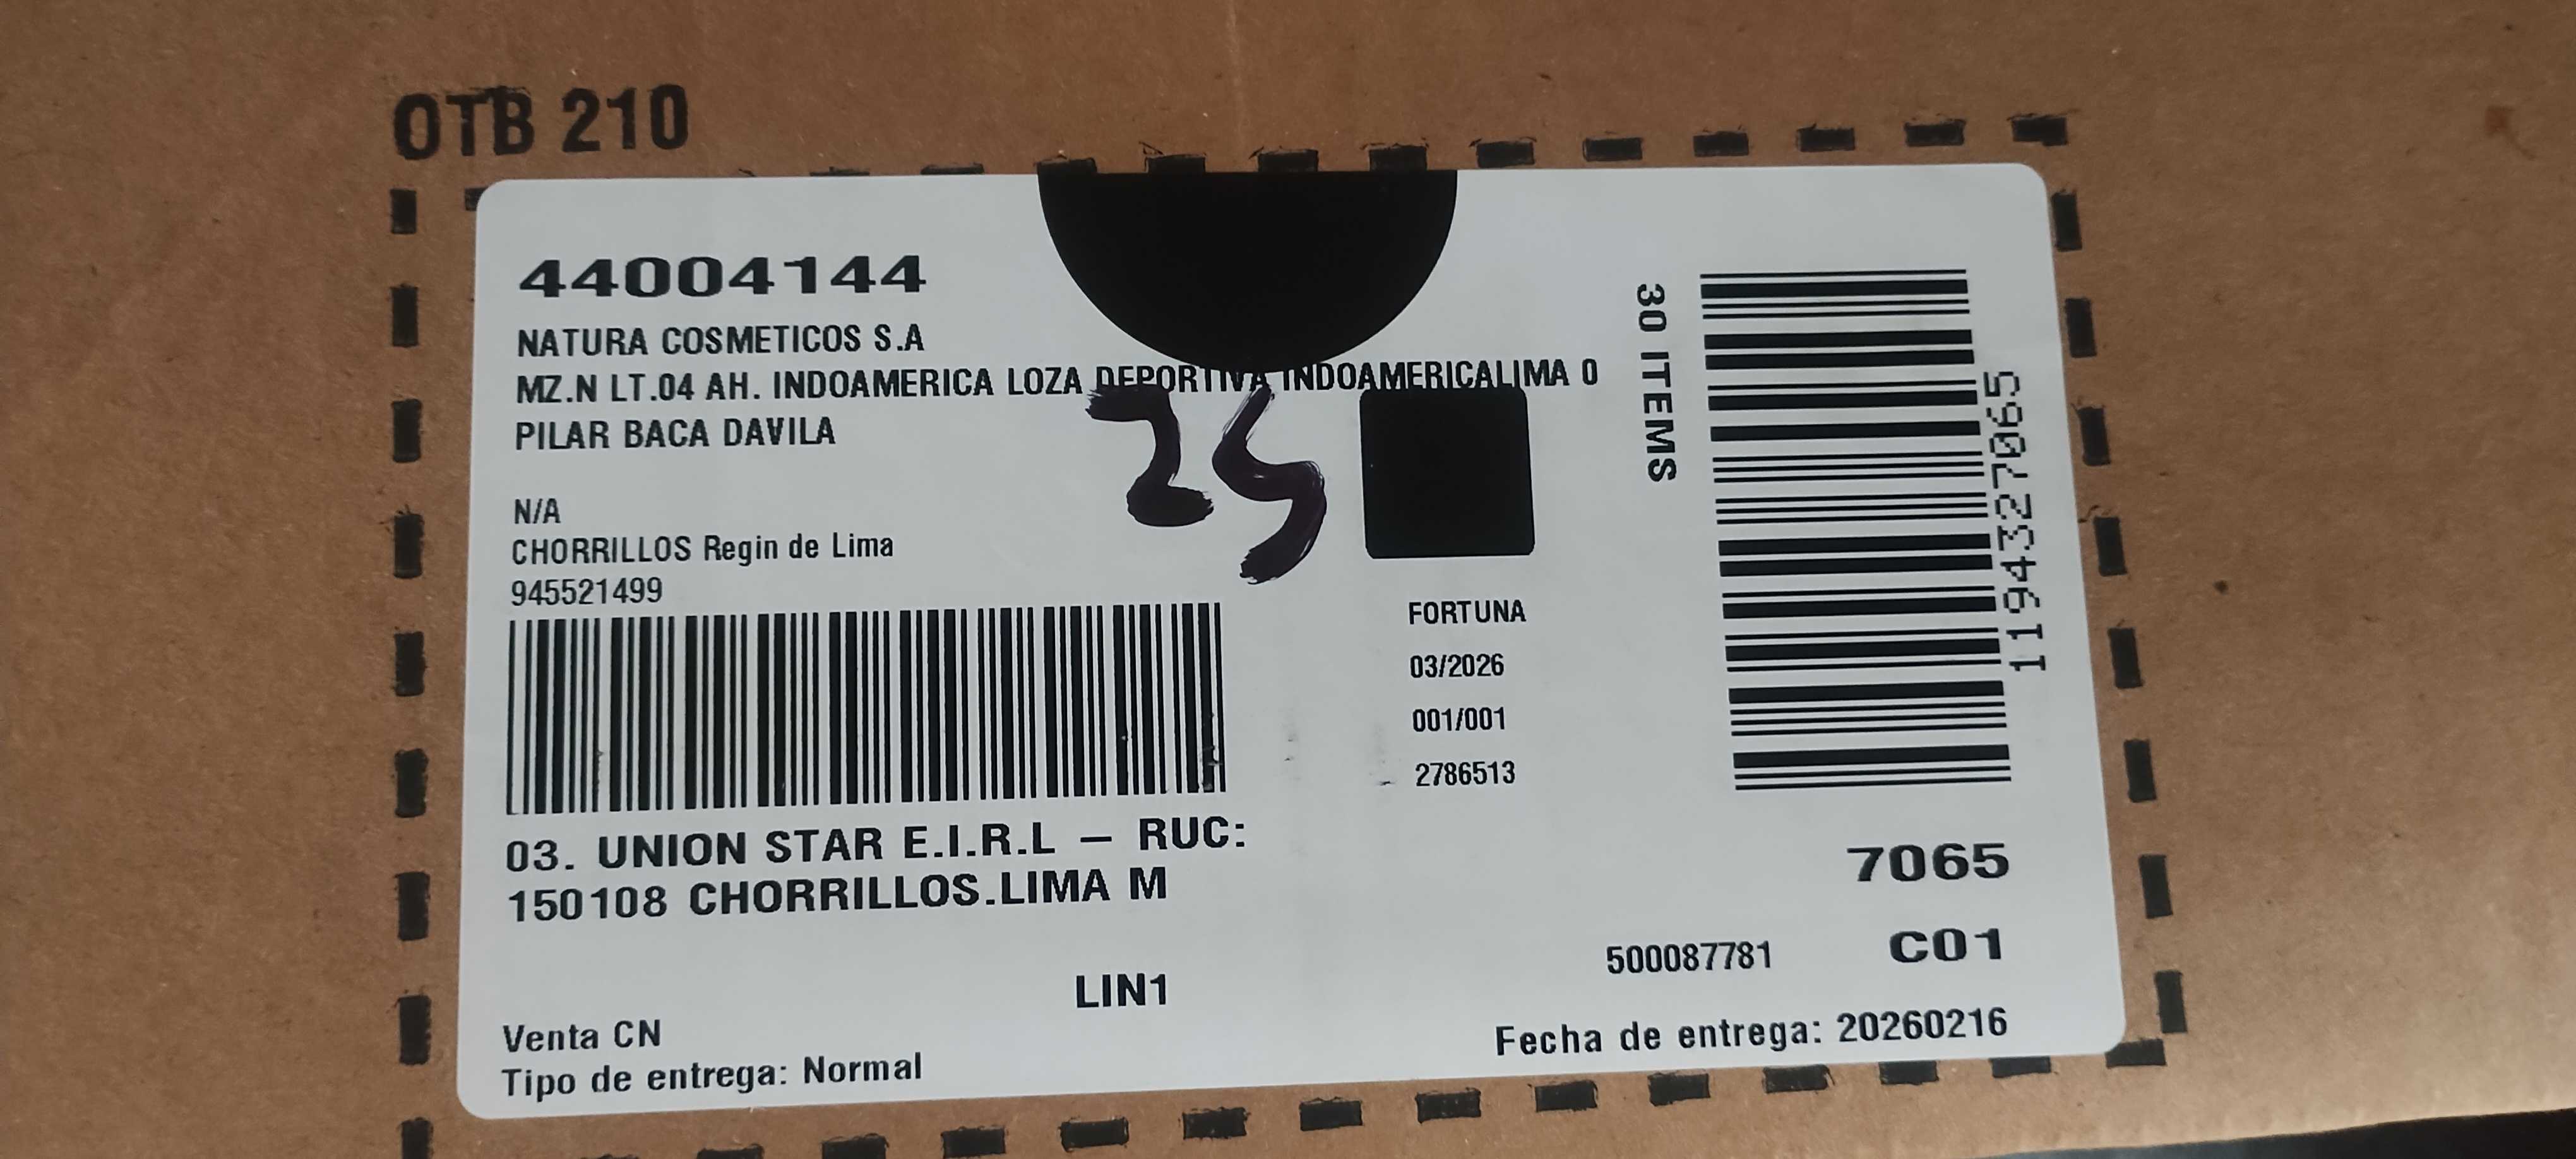 OTB 210
44004144
NATURA COSMETICOS S.A
MZ.N LT.04 AH. INDOAMERICA LOZA DEPORTIVA INDOAMERICALIMA 0
PILAR BACA DAVILA
25
N/A
CHORRILLOS Regin de Lima
945521499
30 ITEMS
1194327065
FORTUNA
03/2026
001/001
2786513
03. UNION STAR E.I.R.L – RUC:
150108 CHORRILLOS.LIMA M
7065
500087781 C01
LIN1
Venta CN
Tipo de entrega: Normal
Fecha de entrega: 20260216